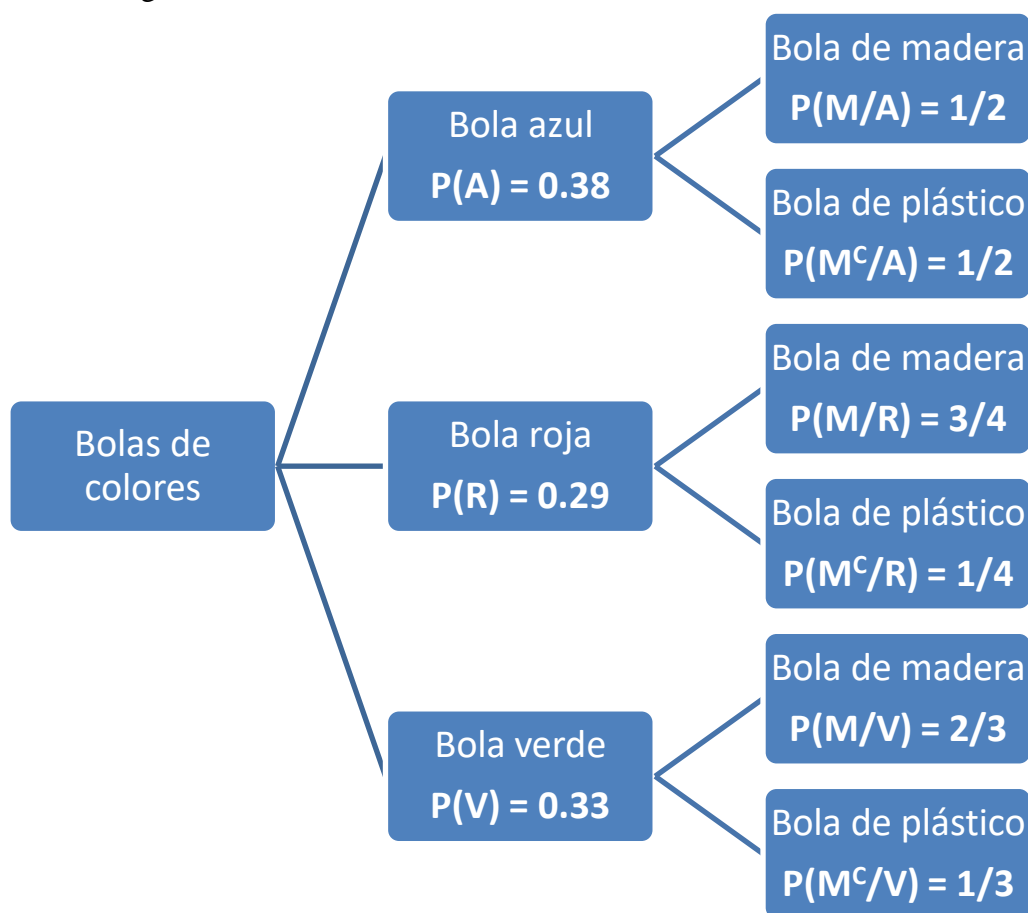 Bola de madera
P(M/A) = 1/2
Bola azul
P(A) = 0.38
Bola de plástico
P(Mᶜ/A) = 1/2
Bola de madera
P(M/R) = 3/4
Bolas de
colores
Bola roja
P(R) = 0.29
Bola de plástico
P(Mᶜ/R) = 1/4
Bola de madera
P(M/V) = 2/3
Bola verde
P(V) = 0.33
Bola de plástico
P(Mᶜ/V) = 1/3